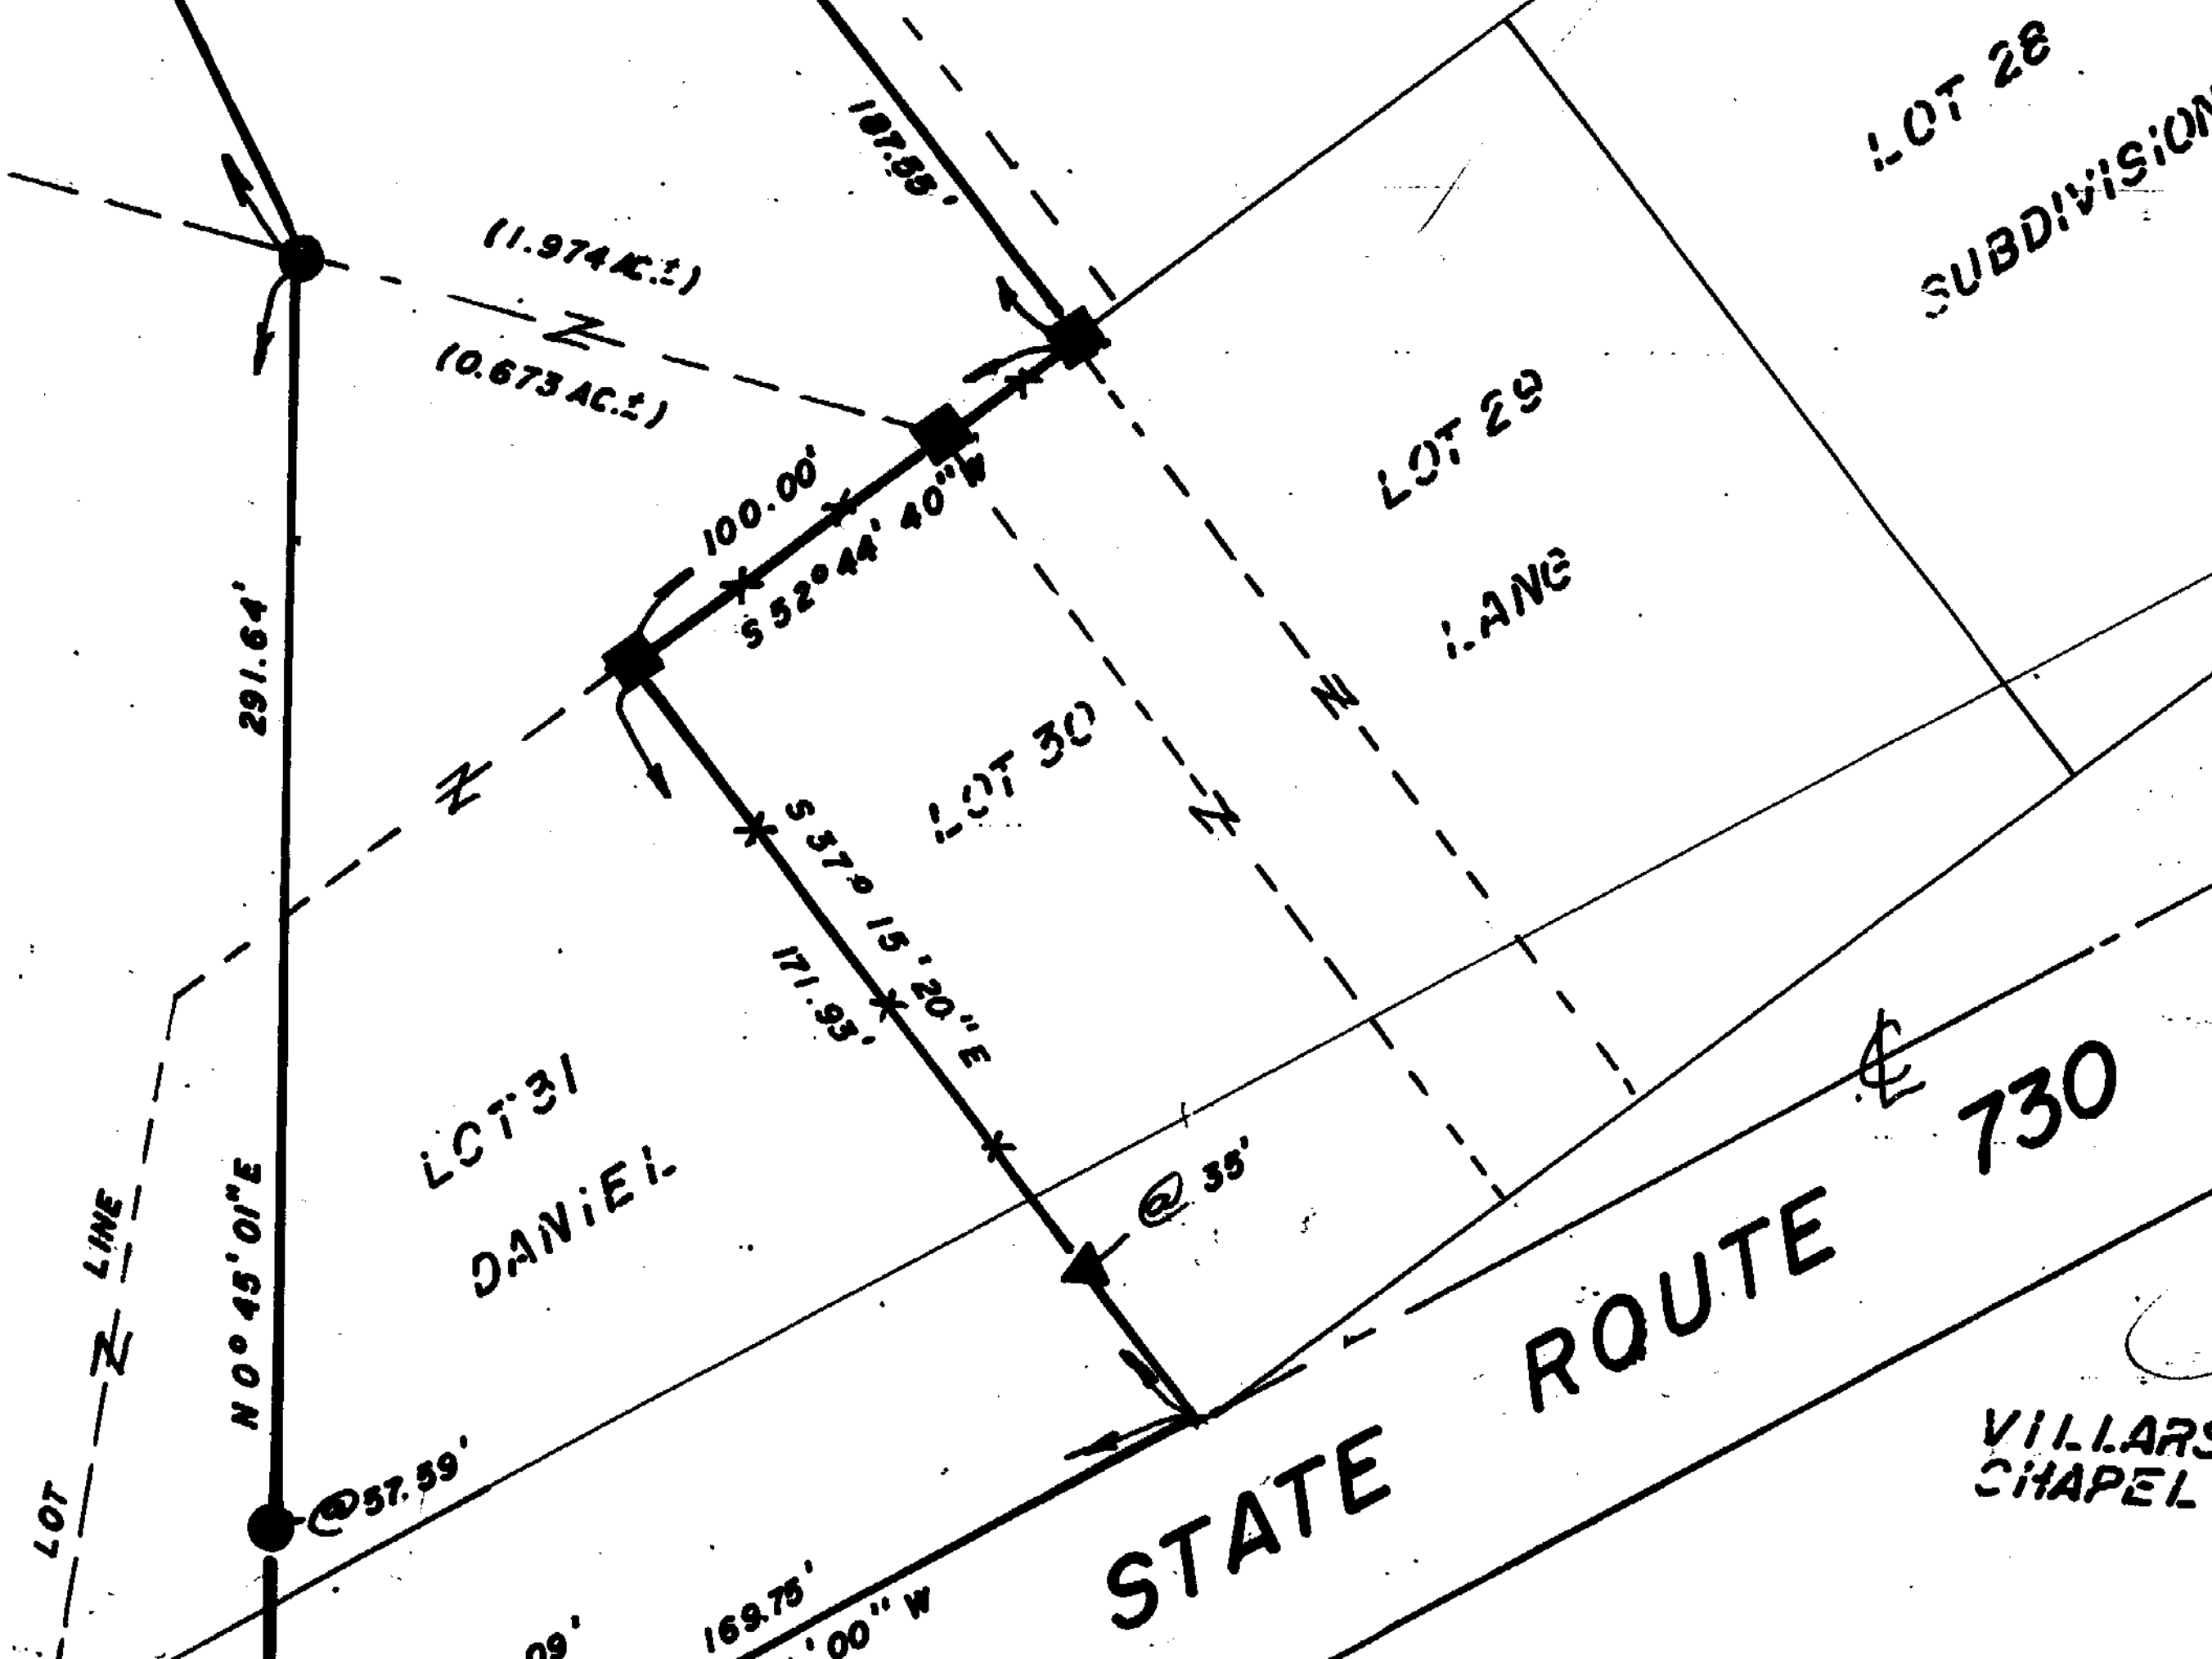 LOT 28
SUBDIVISION
(1.974 AC.±)
(0.673 AC.±)
LOT 29
LANG
100.00'
S 52° 44' 40" W
291.64'
N 0° 45' 01" E
LOT 30
S 37° 15' 20" E
171.93'
LOT 31
DANIEL
@ 35'
LOT LINE
@ 57.59'
STATE ROUTE 730
℄
VILLARS
CHAPEL
169.75'
'00" W
09'